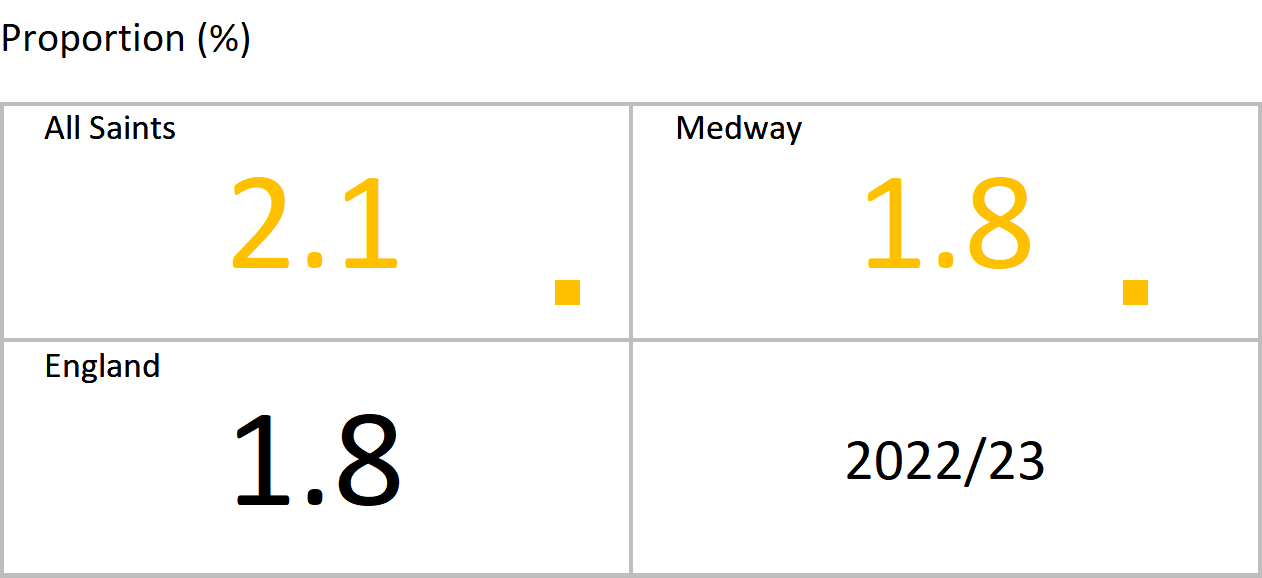 Proportion (%)
All Saints
2.1
Medway
1.8
England
1.8
2022/23